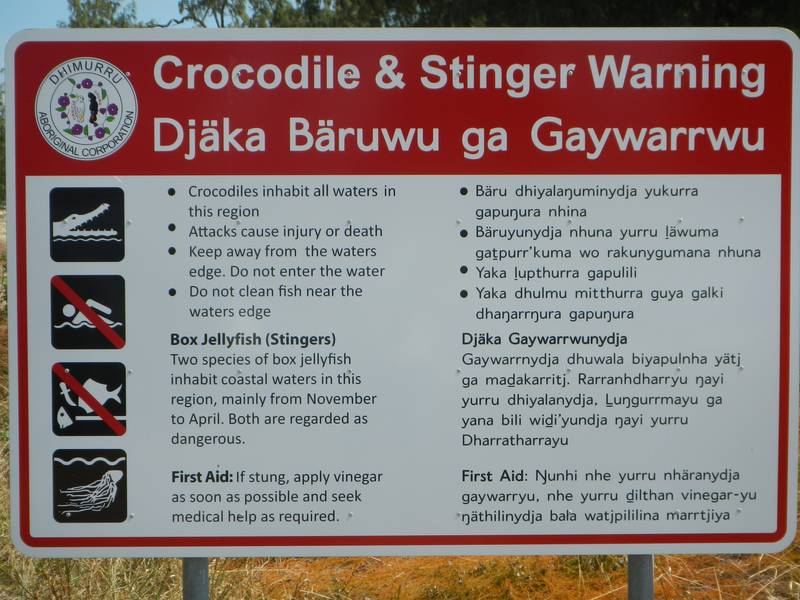 DHIMURRU
ABORIGINAL CORPORATION
Crocodile & Stinger Warning
Djäka Bäruwu ga Gaywarrwu
• Crocodiles inhabit all waters in
this region
• Attacks cause injury or death
• Keep away from the waters
edge. Do not enter the water
• Do not clean fish near the
waters edge
Box Jellyfish (Stingers)
Two species of box jellyfish
inhabit coastal waters in this
region, mainly from November
to April. Both are regarded as
dangerous.
First Aid: If stung, apply vinegar
as soon as possible and seek
medical help as required.
• Bäru dhiyalaŋuminydja yukurra
gapuŋura nhina
• Bäruyunydja nhuna yurru ḻäwuma
gaṯpurr'kuma wo rakunygumana nhuna
• Yaka ḻupthurra gapulili
• Yaka dhulmu mitthurra guya galki
dhaŋarrŋura gapuŋura
Djäka Gaywarrwunydja
Gaywarrnydja dhuwala biyapulnha yätj
ga maḏakarritj. Rarranhdharryu ŋayi
yurru dhiyalanydja, Ḻuŋgurrmayu ga
yana bili wiḏi'yundja ŋayi yurru
Dharratharrayu
First Aid: Ŋunhi nhe yurru nhäranydja
gaywarryu, nhe yurru ḏilthan vinegar-yu
ŋäthilinydja bala watjpililina marrtjiya